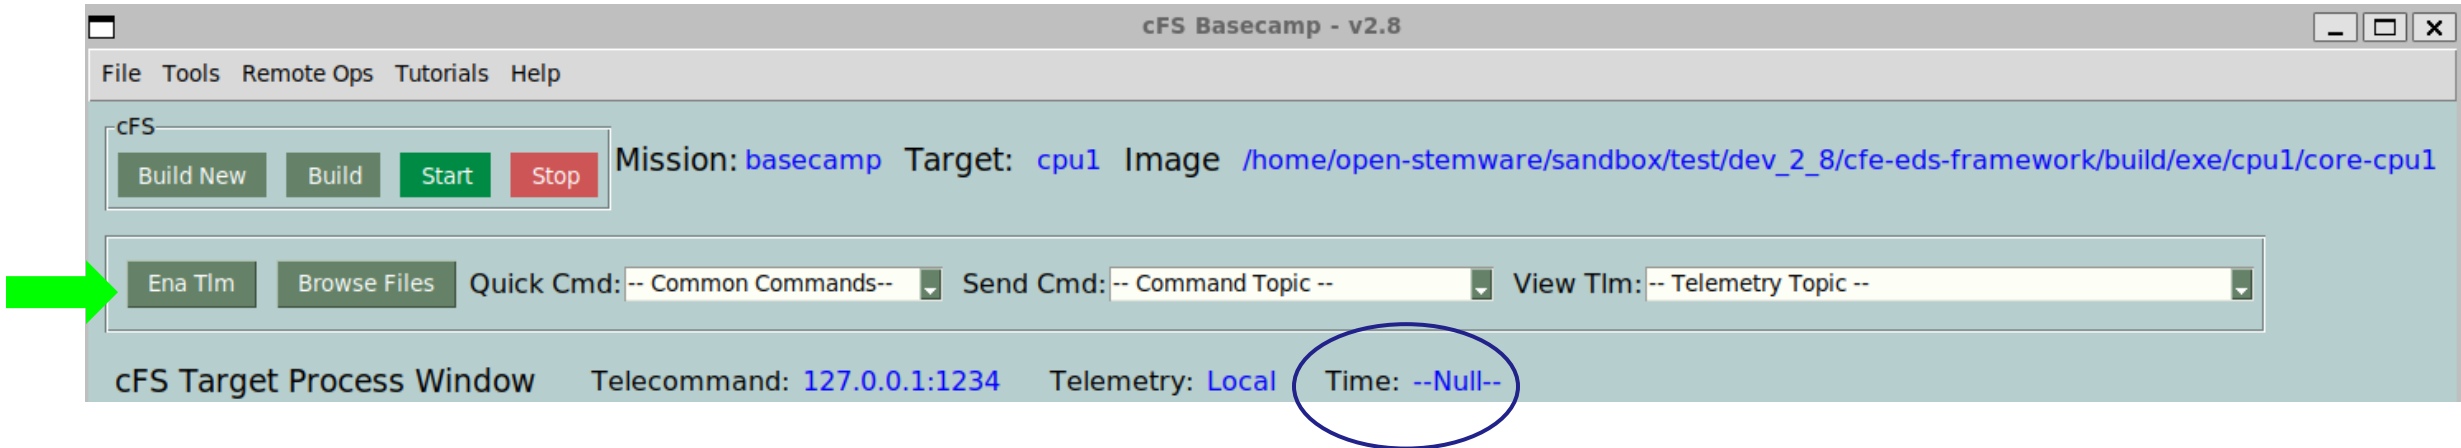 cFS Basecamp - v2.8
File Tools Remote Ops Tutorials Help
cFS
Build New Build Start Stop Mission: basecamp Target: cpu1 Image /home/open-stemware/sandbox/test/dev_2_8/cfe-eds-framework/build/exe/cpu1/core-cpu1
Ena Tlm Browse Files Quick Cmd: -- Common Commands-- Send Cmd: -- Command Topic -- View Tlm: -- Telemetry Topic --
cFS Target Process Window Telecommand: 127.0.0.1:1234 Telemetry: Local Time: --Null--